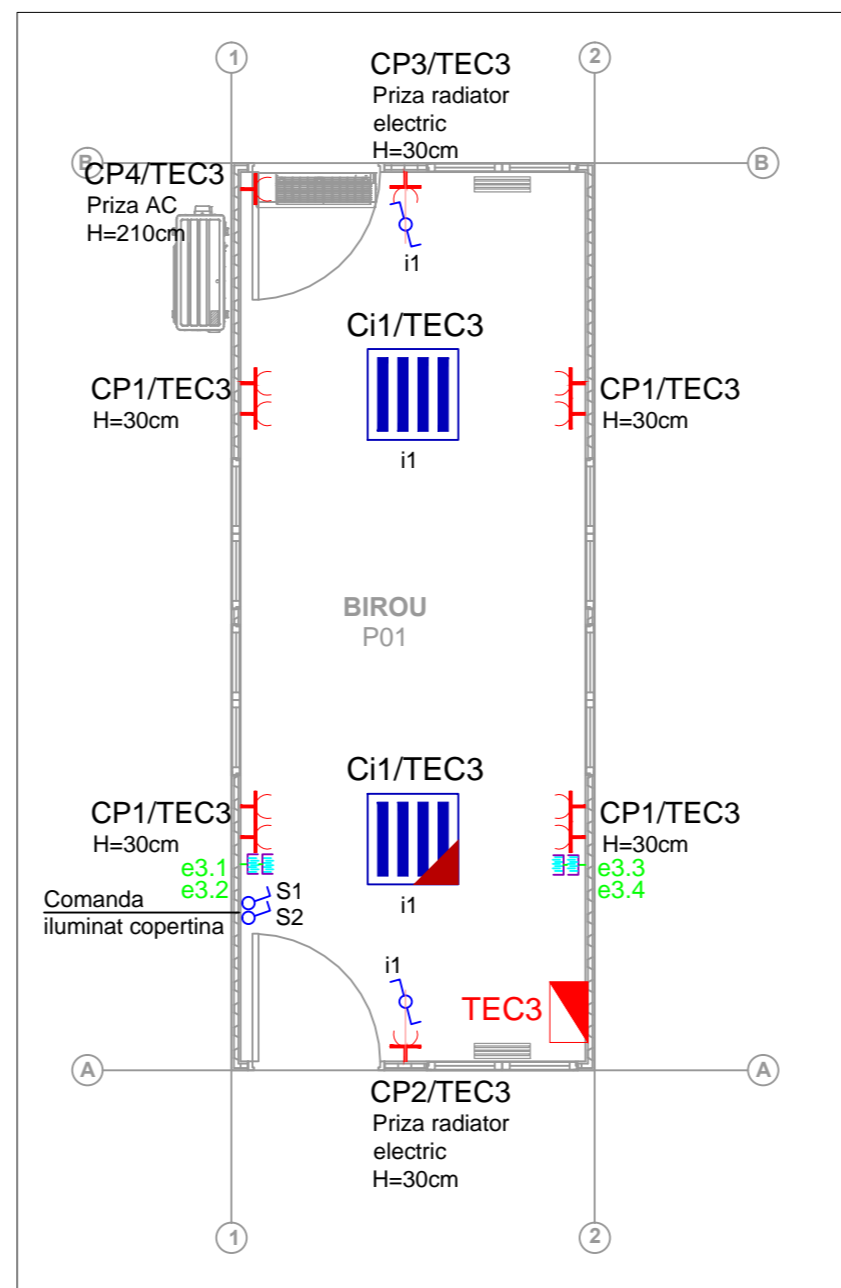 1
2
CP3/TEC3
Priza radiator
electric
H=30cm
B
B
CP4/TEC3
Priza AC
H=210cm
i1
Ci1/TEC3
i1
CP1/TEC3
H=30cm
CP1/TEC3
H=30cm
BIROU
P01
Ci1/TEC3
i1
CP1/TEC3
H=30cm
CP1/TEC3
H=30cm
e3.1
e3.2
e3.3
e3.4
S1
S2
Comanda
iluminat copertina
i1
TEC3
A
A
CP2/TEC3
Priza radiator
electric
H=30cm
1
2